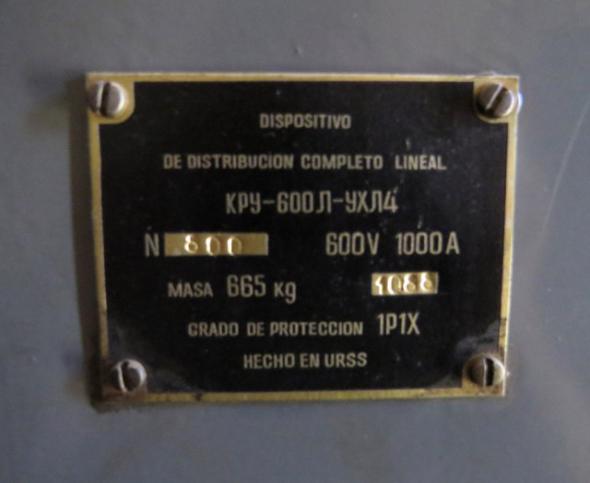 DISPOSITIVO
DE DISTRIBUCION COMPLETO LINEAL
КРУ-600Л-УХЛ4
N 800 600V 1000A
MASA 665 kg 1088
GRADO DE PROTECCION 1P1X
HECHO EN URSS